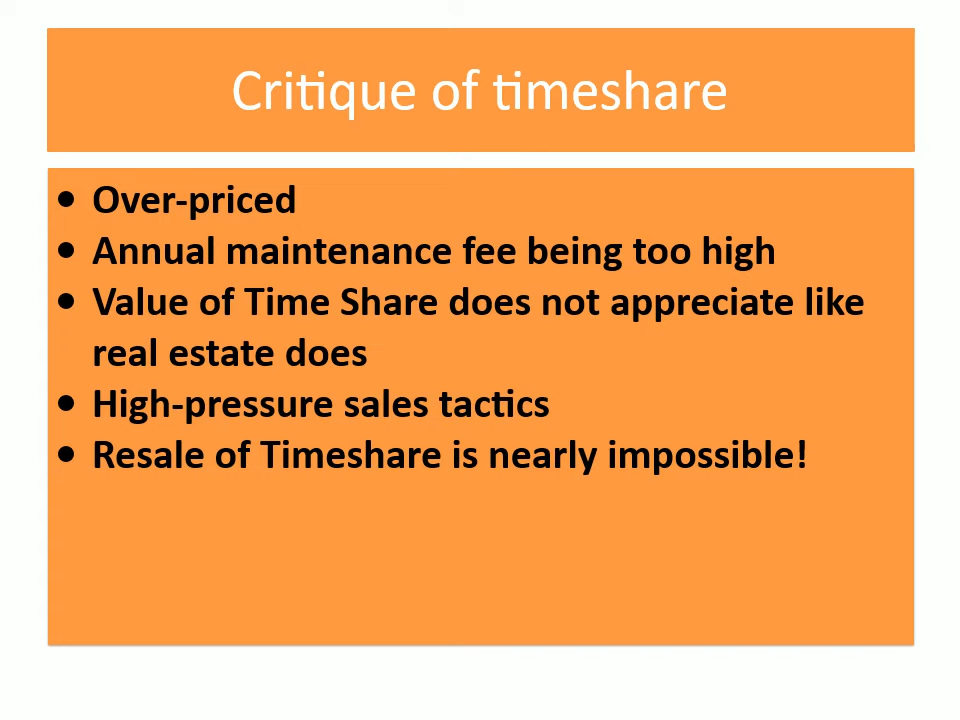 Critique of timeshare
• Over-priced
• Annual maintenance fee being too high
• Value of Time Share does not appreciate like
real estate does
• High-pressure sales tactics
• Resale of Timeshare is nearly impossible!